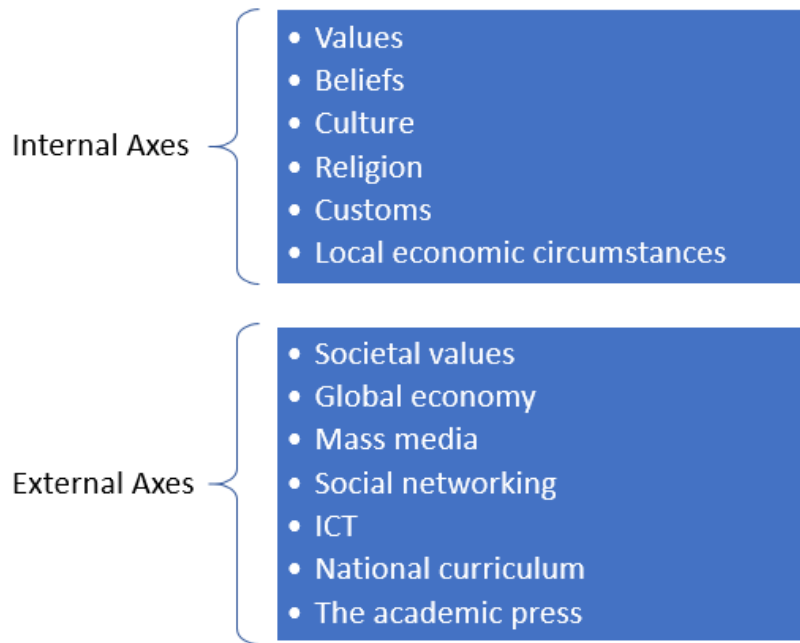 Internal Axes
• Values
• Beliefs
• Culture
• Religion
• Customs
• Local economic circumstances
External Axes
• Societal values
• Global economy
• Mass media
• Social networking
• ICT
• National curriculum
• The academic press